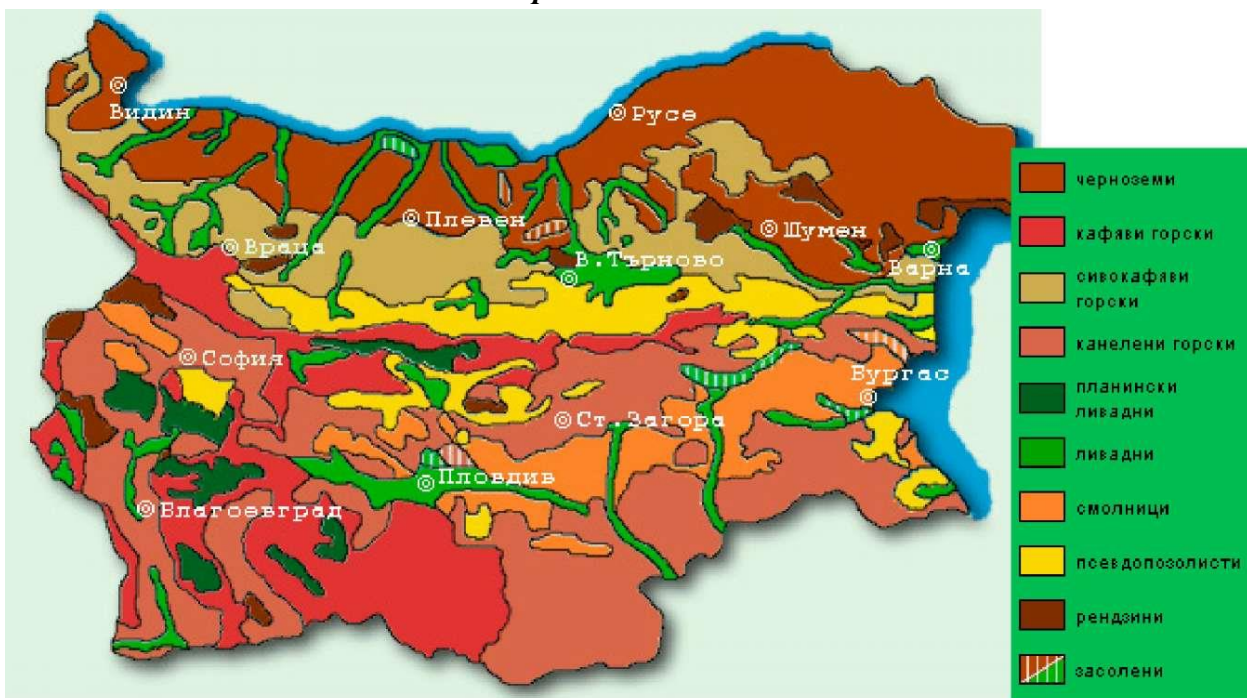 Видин
Русе
Плевен
Шумен
Враца
В.Търново
Варна
София
Бургас
Ст.Загора
Пловдив
Благоевград
черноземи
кафяви горски
сивокафяви
горски
канелени горски
планински
ливадни
ливадни
смолници
псевдопозолисти
рендзини
засолени